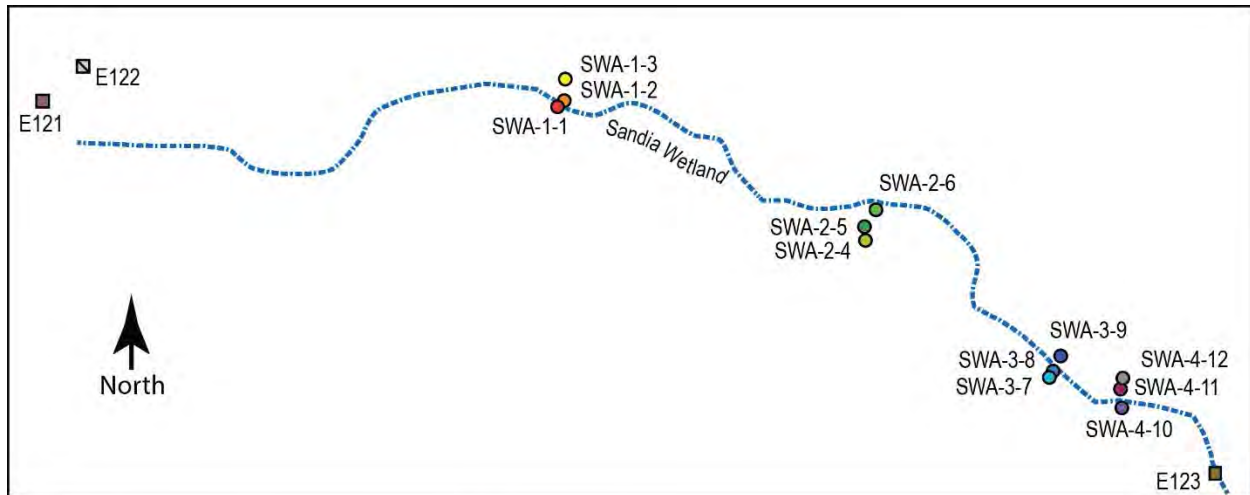 E122
E121
SWA-1-3
SWA-1-2
SWA-1-1
Sandia Wetland
SWA-2-6
SWA-2-5
SWA-2-4
North
SWA-3-9
SWA-3-8
SWA-3-7
SWA-4-12
SWA-4-11
SWA-4-10
E123